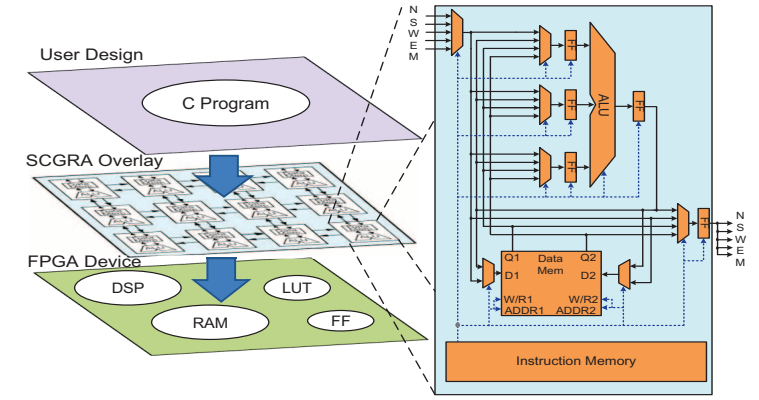 User Design
C Program
SCGRA Overlay
FPGA Device
DSP
LUT
RAM
FF
N
S
W
E
M
FF
FF
FF
ALU
FF
FF
N
S
W
E
M
Q1 Data Q2
Mem
D1 D2
W/R1 W/R2
ADDR1 ADDR2
Instruction Memory